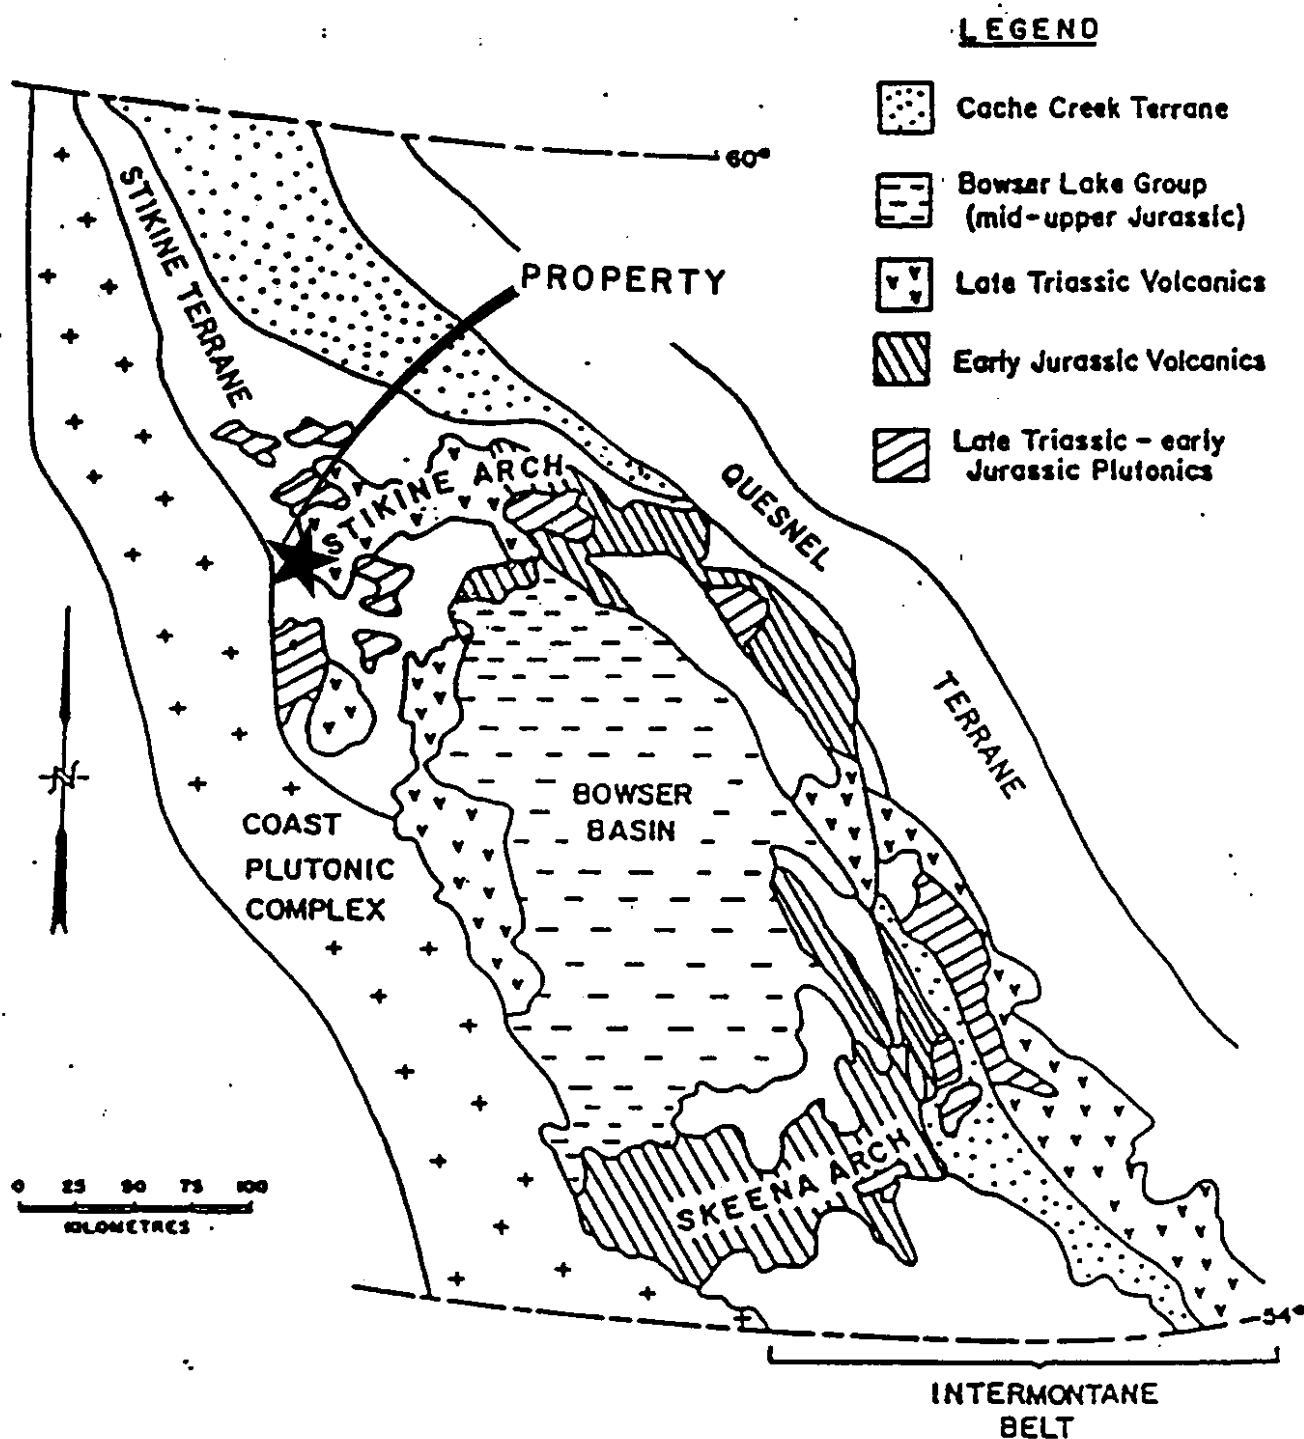 LEGEND
Cache Creek Terrane
Bowser Lake Group
(mid-upper Jurassic)
Late Triassic Volcanics
Early Jurassic Volcanics
Late Triassic - early
Jurassic Plutonics
60°
STIKINE TERRANE
PROPERTY
STIKINE ARCH
QUESNEL
TERRANE
BOWSER
BASIN
COAST
PLUTONIC
COMPLEX
N
SKEENA ARCH
0 25 50 75 100
KILOMETRES
54°
INTERMONTANE
BELT